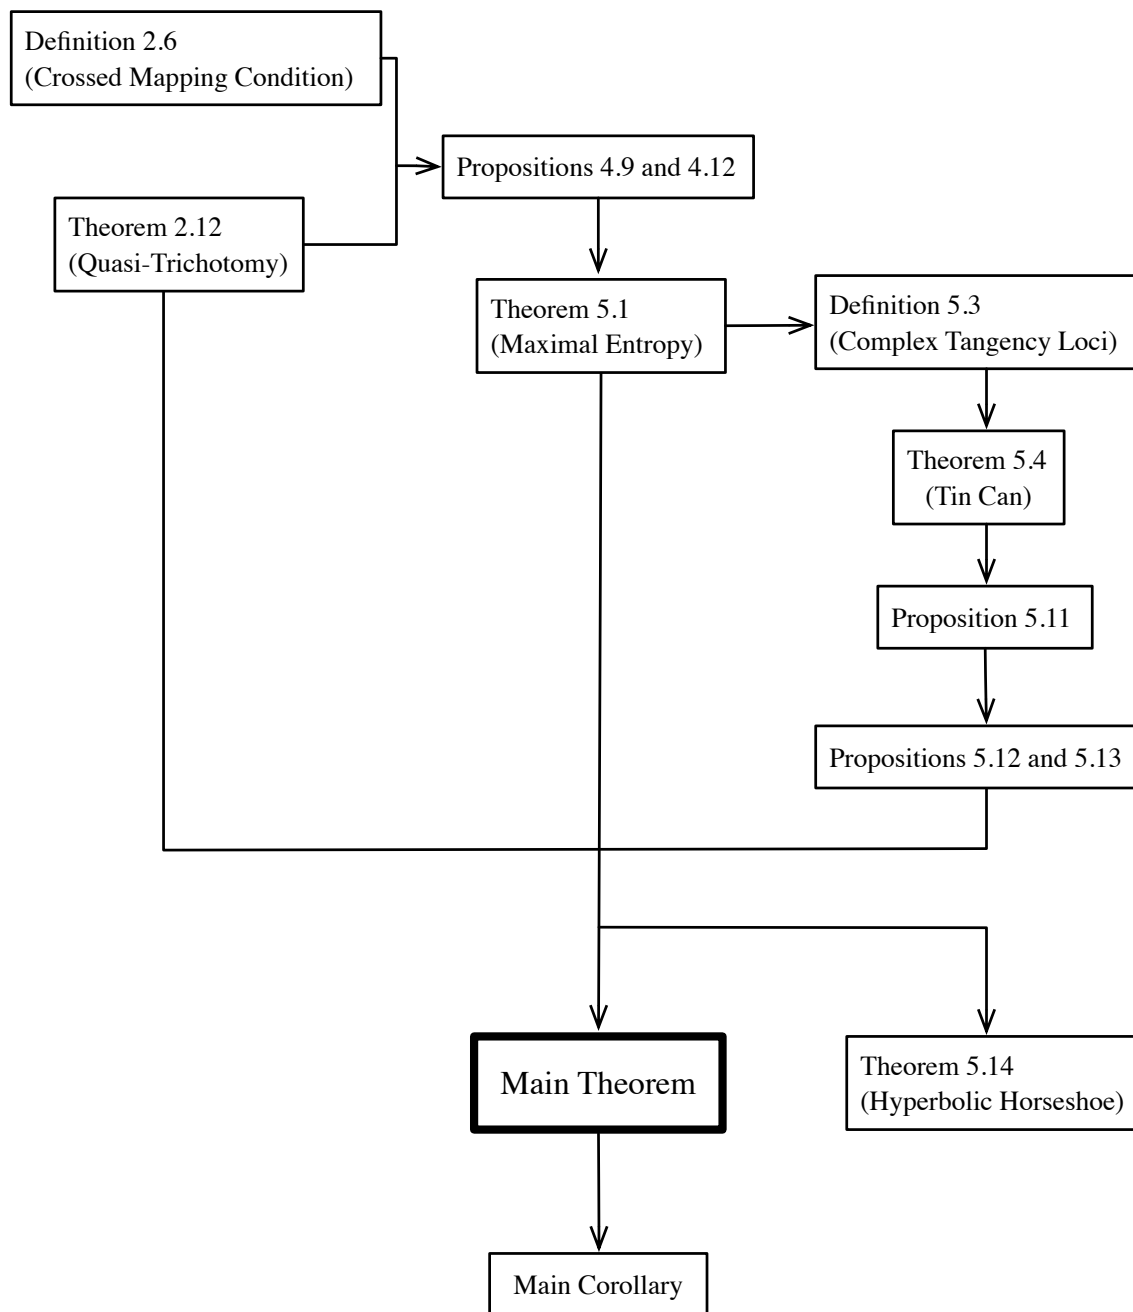 Definition 2.6
(Crossed Mapping Condition)
Propositions 4.9 and 4.12
Theorem 2.12
(Quasi-Trichotomy)
Theorem 5.1
(Maximal Entropy)
Definition 5.3
(Complex Tangency Loci)
Theorem 5.4
(Tin Can)
Proposition 5.11
Propositions 5.12 and 5.13
Main Theorem
Theorem 5.14
(Hyperbolic Horseshoe)
Main Corollary